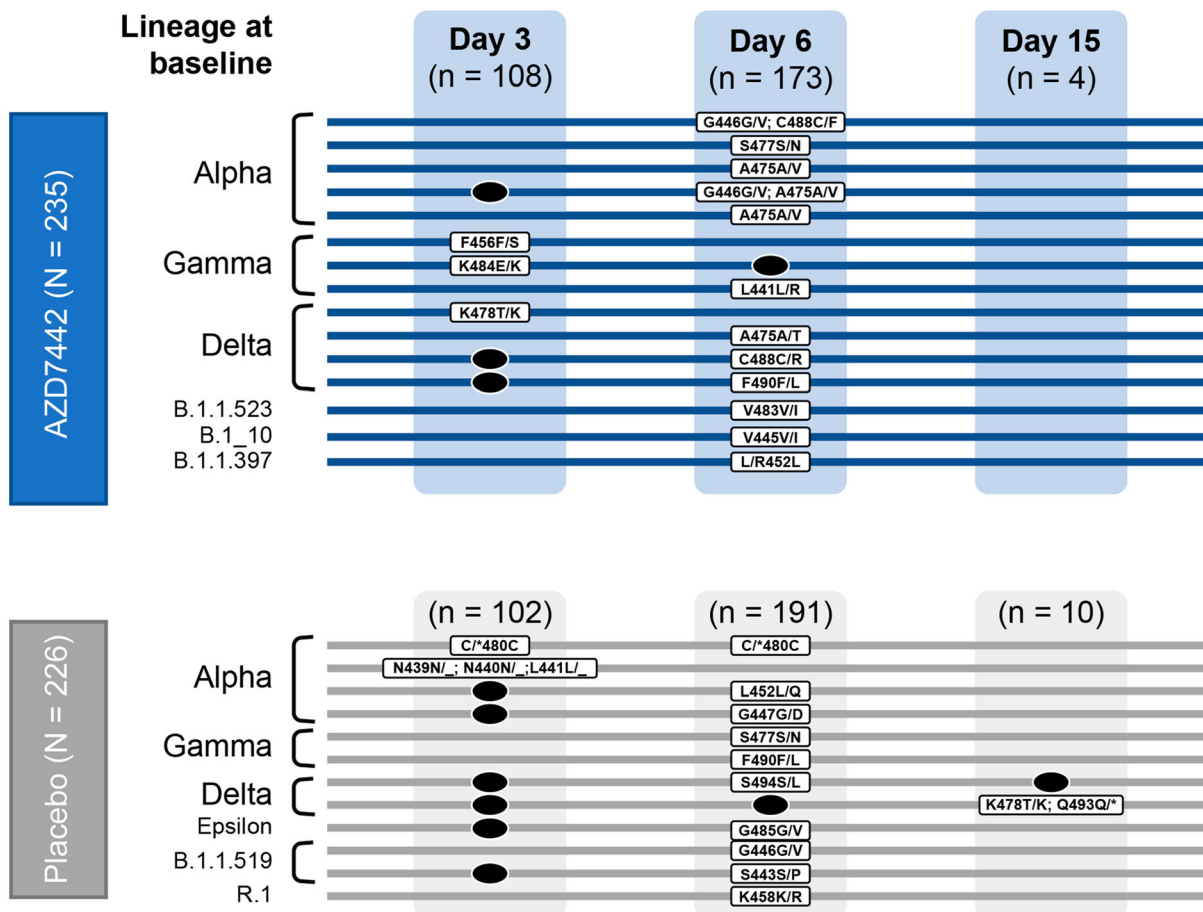 Lineage at
baseline
Day 3
(n = 108)
Day 6
(n = 173)
Day 15
(n = 4)
AZD7442 (N = 235)
Alpha
G446G/V; C488C/F
S477S/N
A475A/V
G446G/V; A475A/V
A475A/V
Gamma
F456F/S
K484E/K
L441L/R
Delta
K478T/K
A475A/T
C488C/R
F490F/L
B.1.1.523
V483V/I
B.1_10
V445V/I
B.1.1.397
L/R452L
Placebo (N = 226)
(n = 102)
(n = 191)
(n = 10)
Alpha
C/*480C
C/*480C
N439N/_; N440N/_;L441L/_
L452L/Q
G447G/D
Gamma
S477S/N
F490F/L
Delta
S494S/L
K478T/K; Q493Q/*
Epsilon
G485G/V
B.1.1.519
G446G/V
S443S/P
R.1
K458K/R